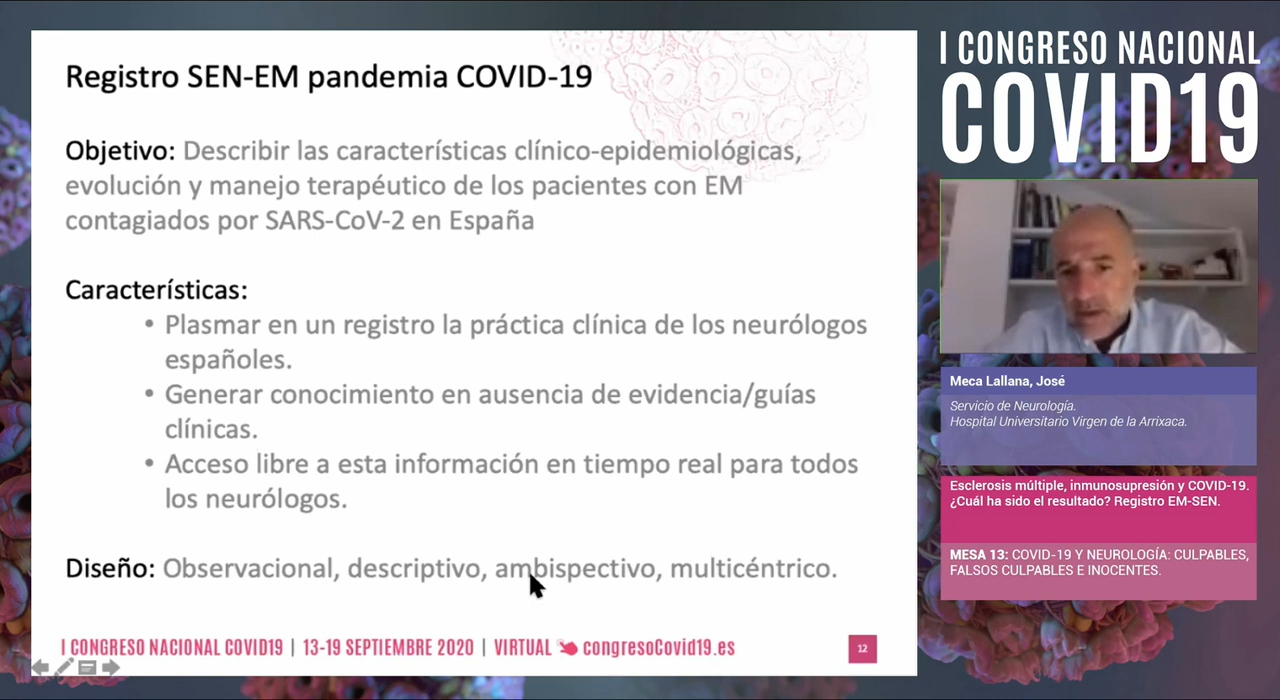 Registro SEN-EM pandemia COVID-19
Objetivo: Describir las características clínico-epidemiológicas,
evolución y manejo terapéutico de los pacientes con EM
contagiados por SARS-CoV-2 en España
Características:
• Plasmar en un registro la práctica clínica de los neurólogos
españoles.
• Generar conocimiento en ausencia de evidencia/guías
clínicas.
• Acceso libre a esta información en tiempo real para todos
los neurólogos.
Diseño: Observacional, descriptivo, ambispectivo, multicéntrico.
I CONGRESO NACIONAL COVID19 | 13-19 SEPTIEMBRE 2020 | VIRTUAL congresoCovid19.es
12
I CONGRESO NACIONAL
COVID19
Meca Lallana, José
Servicio de Neurología.
Hospital Universitario Virgen de la Arrixaca.
Esclerosis múltiple, inmunosupresión y COVID-19.
¿Cuál ha sido el resultado? Registro EM-SEN.
MESA 13: COVID-19 Y NEUROLOGÍA: CULPABLES,
FALSOS CULPABLES E INOCENTES.